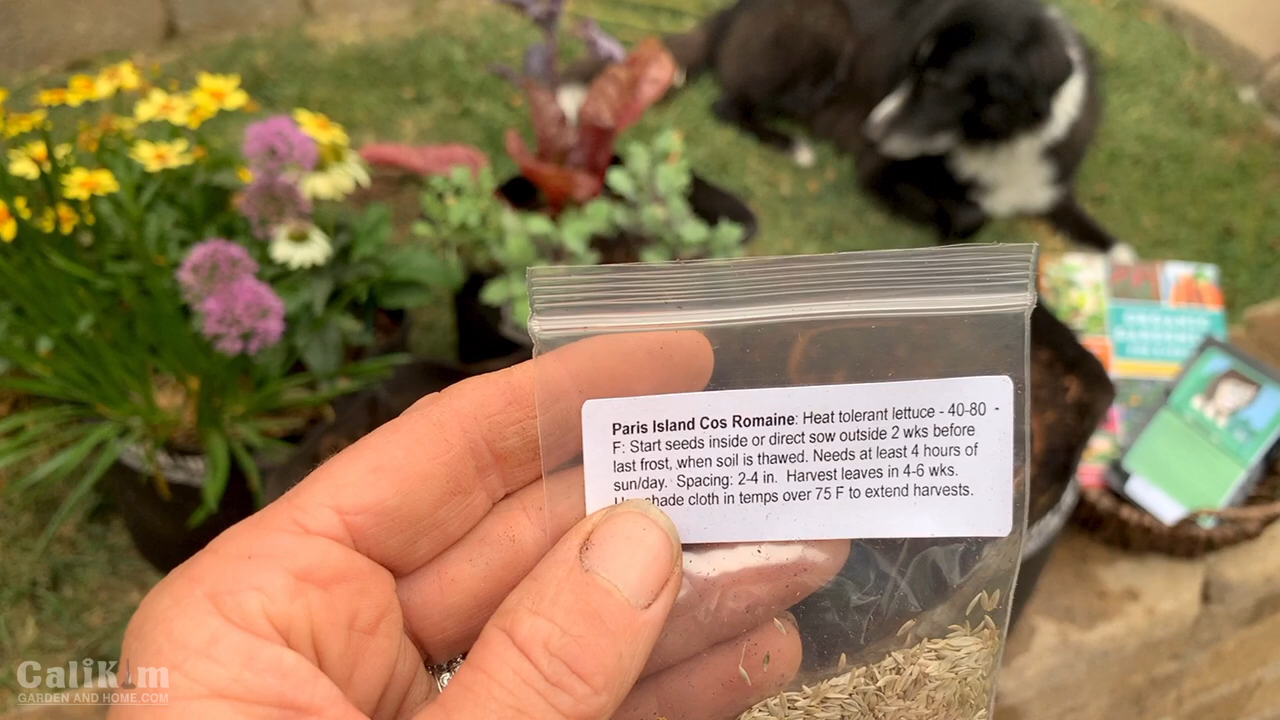 Paris Island Cos Romaine: Heat tolerant lettuce - 40-80 -
F: Start seeds inside or direct sow outside 2 wks before
last frost, when soil is thawed. Needs at least 4 hours of
sun/day. Spacing: 2-4 in. Harvest leaves in 4-6 wks.
shade cloth in temps over 75 F to extend harvests.
ORGANIC
CaliKim
GARDEN AND HOME.COM